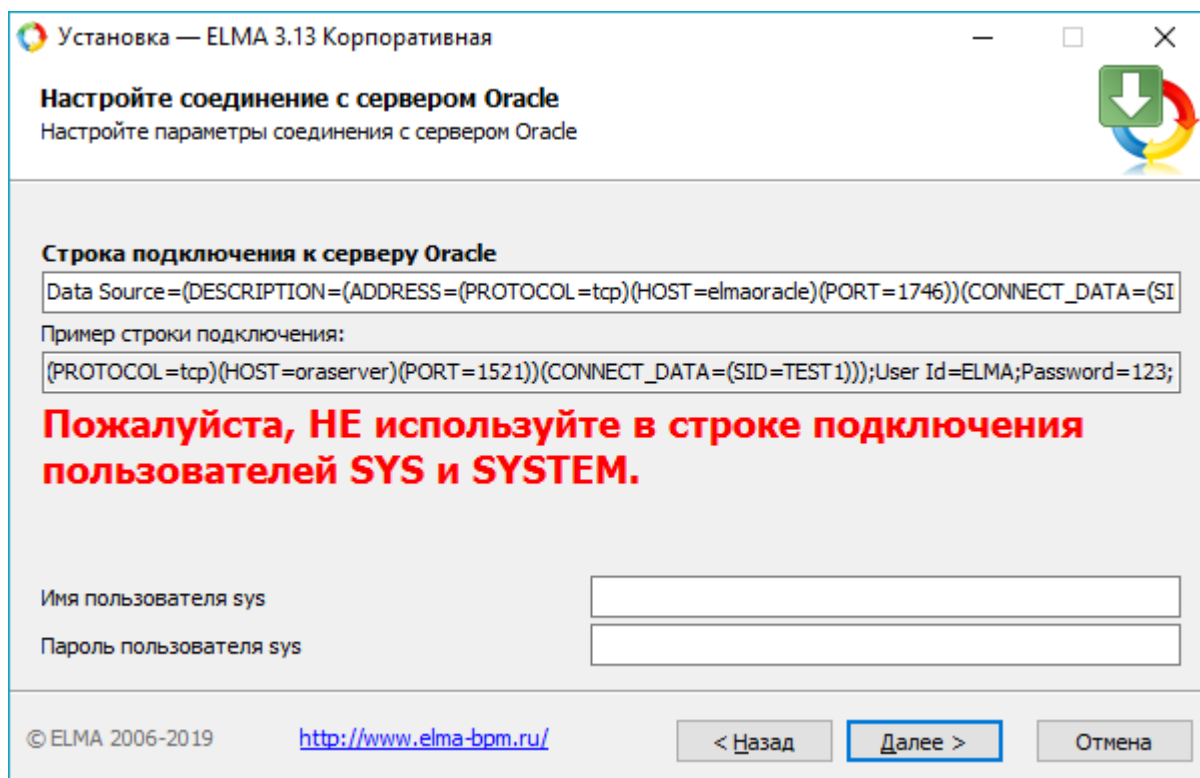 Установка — ELMA 3.13 Корпоративная
Настройте соединение с сервером Oracle
Настройте параметры соединения с сервером Oracle
Строка подключения к серверу Oracle
Data Source=(DESCRIPTION=(ADDRESS=(PROTOCOL=tcp)(HOST=elmaoracle)(PORT=1746))(CONNECT_DATA=(SI
Пример строки подключения:
(PROTOCOL=tcp)(HOST=oraserver)(PORT=1521))(CONNECT_DATA=(SID=TEST1)));User Id=ELMA;Password=123;
Пожалуйста, НЕ используйте в строке подключения
пользователей SYS и SYSTEM.
Имя пользователя sys
Пароль пользователя sys
© ELMA 2006-2019 http://www.elma-bpm.ru/ < Назад Далее > Отмена